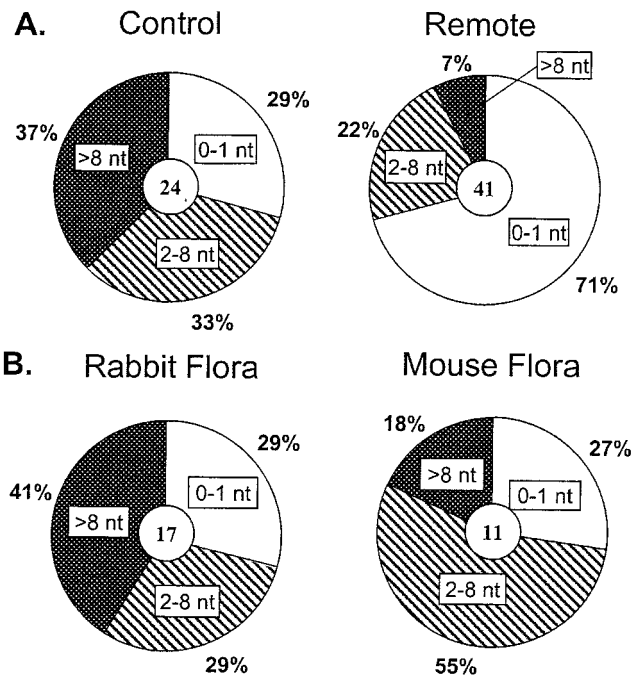 A.
Control
Remote
29%
0-1 nt
37%
>8 nt
24
2-8 nt
33%
7%
>8 nt
22%
2-8 nt
41
0-1 nt
71%
B.
Rabbit Flora
Mouse Flora
29%
0-1 nt
41%
>8 nt
17
2-8 nt
29%
18%
>8 nt
27%
0-1 nt
11
2-8 nt
55%